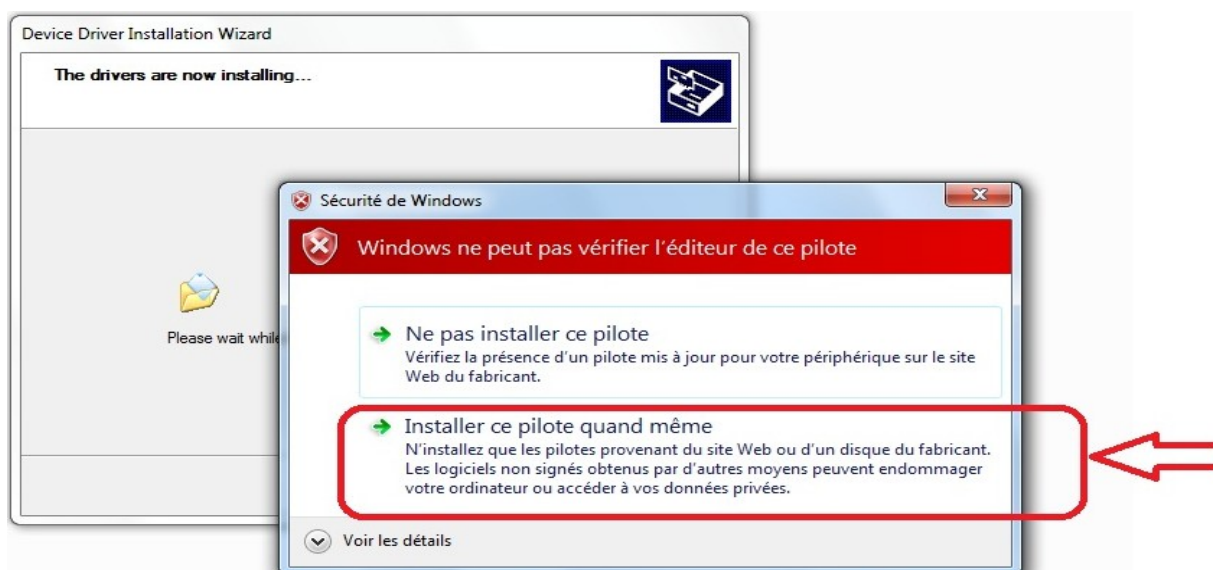 Device Driver Installation Wizard
The drivers are now installing...
Please wait while
Sécurité de Windows
Windows ne peut pas vérifier l'éditeur de ce pilote
Ne pas installer ce pilote
Vérifiez la présence d'un pilote mis à jour pour votre périphérique sur le site
Web du fabricant.
Installer ce pilote quand même
N'installez que les pilotes provenant du site Web ou d'un disque du fabricant.
Les logiciels non signés obtenus par d'autres moyens peuvent endommager
votre ordinateur ou accéder à vos données privées.
Voir les détails